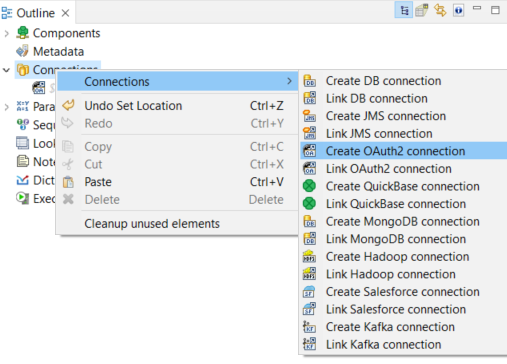 Outline
Components
Metadata
Connections
Connections
Undo Set Location Ctrl+Z
Redo Ctrl+Y
Copy Ctrl+C
Cut Ctrl+X
Paste Ctrl+V
Delete Delete
Cleanup unused elements
Para
Sequ
Look
Note
Dict
Exec
Create DB connection
Link DB connection
Create JMS connection
Link JMS connection
Create OAuth2 connection
Link OAuth2 connection
Create QuickBase connection
Link QuickBase connection
Create MongoDB connection
Link MongoDB connection
Create Hadoop connection
Link Hadoop connection
Create Salesforce connection
Link Salesforce connection
Create Kafka connection
Link Kafka connection